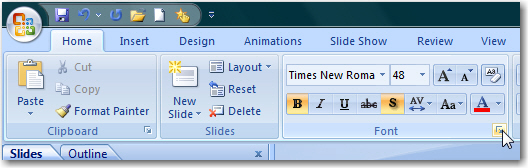 Home Insert Design Animations Slide Show Review View
Paste
Cut
Copy
Format Painter
Clipboard
New
Slide
Layout
Reset
Delete
Slides
Times New Roma 48 A A
B I U abc S AV Aa A
Font
Slides Outline x